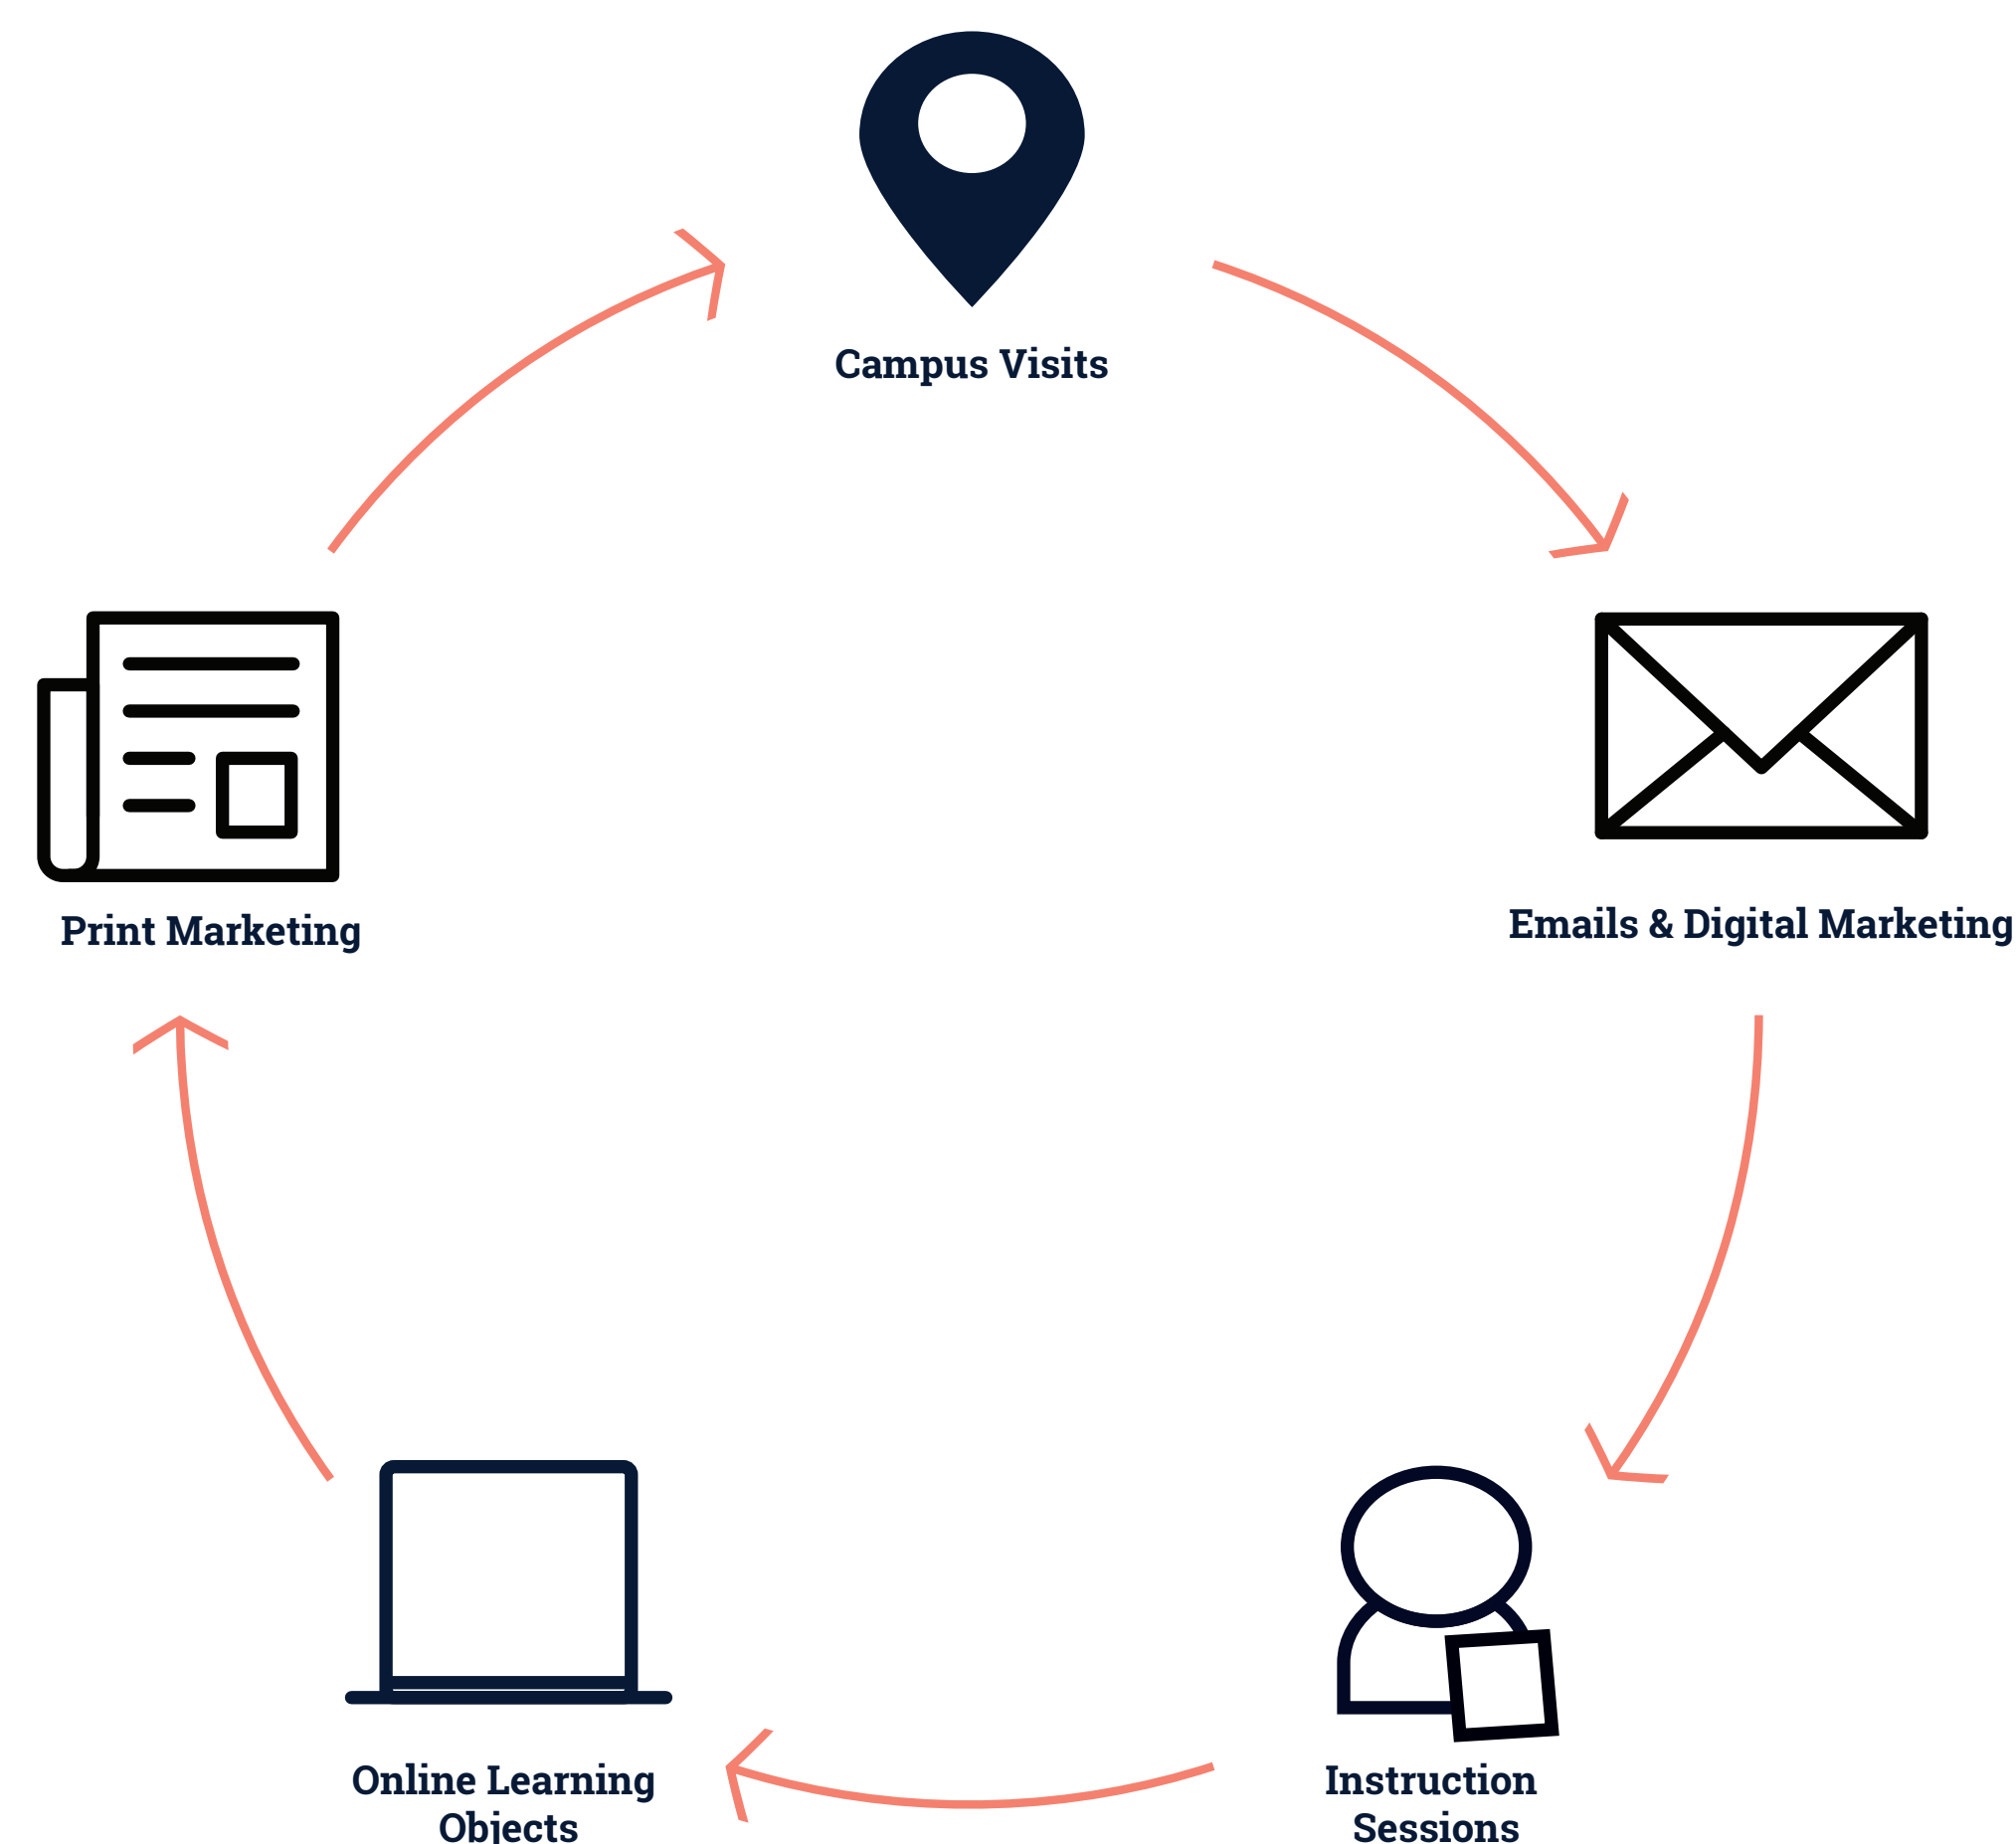 Campus Visits
Print Marketing
Emails & Digital Marketing
Online Learning
Objects
Instruction
Sessions